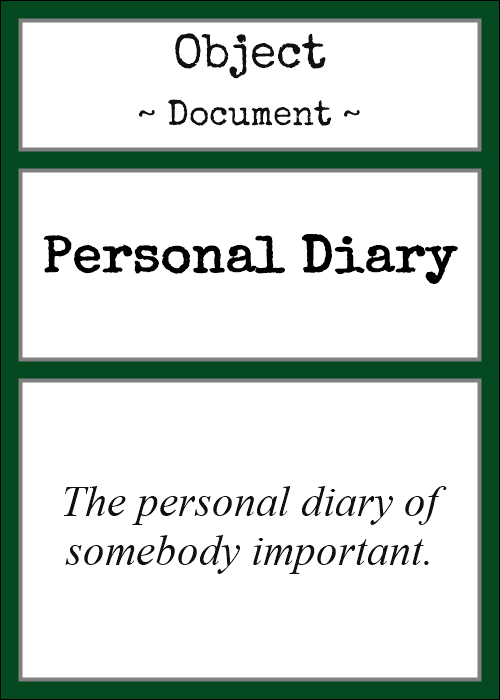 Object
~ Document ~
Personal Diary
The personal diary of
somebody important.